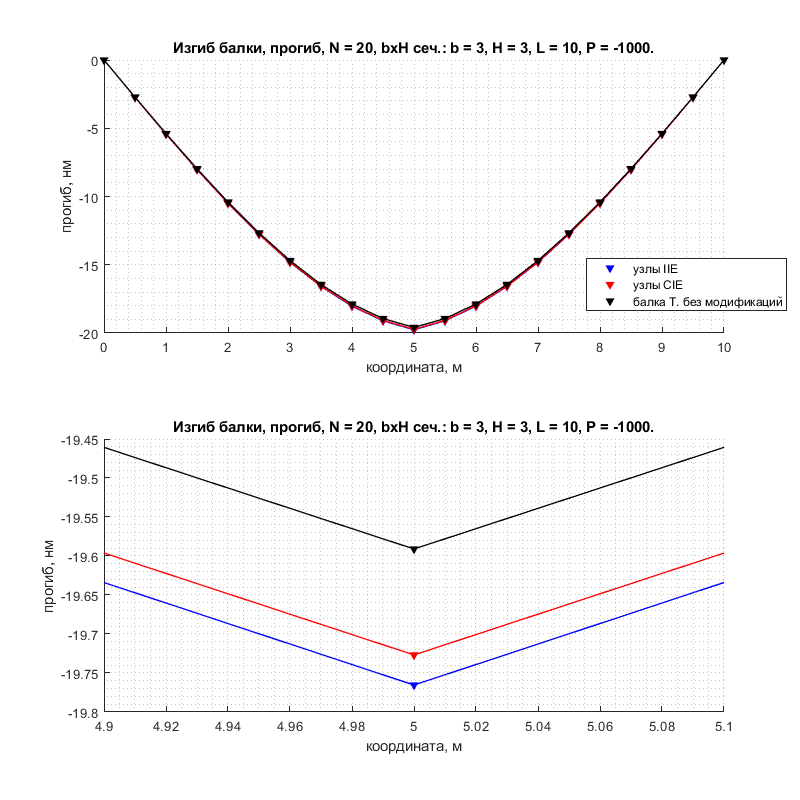 Изгиб балки, прогиб, N = 20, bxH сеч.: b = 3, H = 3, L = 10, P = -1000.
0
-5
-10
-15
-20
прогиб, нм
0 1 2 3 4 5 6 7 8 9 10
координата, м
узлы IIE
узлы CIE
балка Т. без модификаций
Изгиб балки, прогиб, N = 20, bxH сеч.: b = 3, H = 3, L = 10, P = -1000.
-19.45
-19.5
-19.55
-19.6
-19.65
-19.7
-19.75
-19.8
прогиб, нм
4.9 4.92 4.94 4.96 4.98 5 5.02 5.04 5.06 5.08 5.1
координата, м